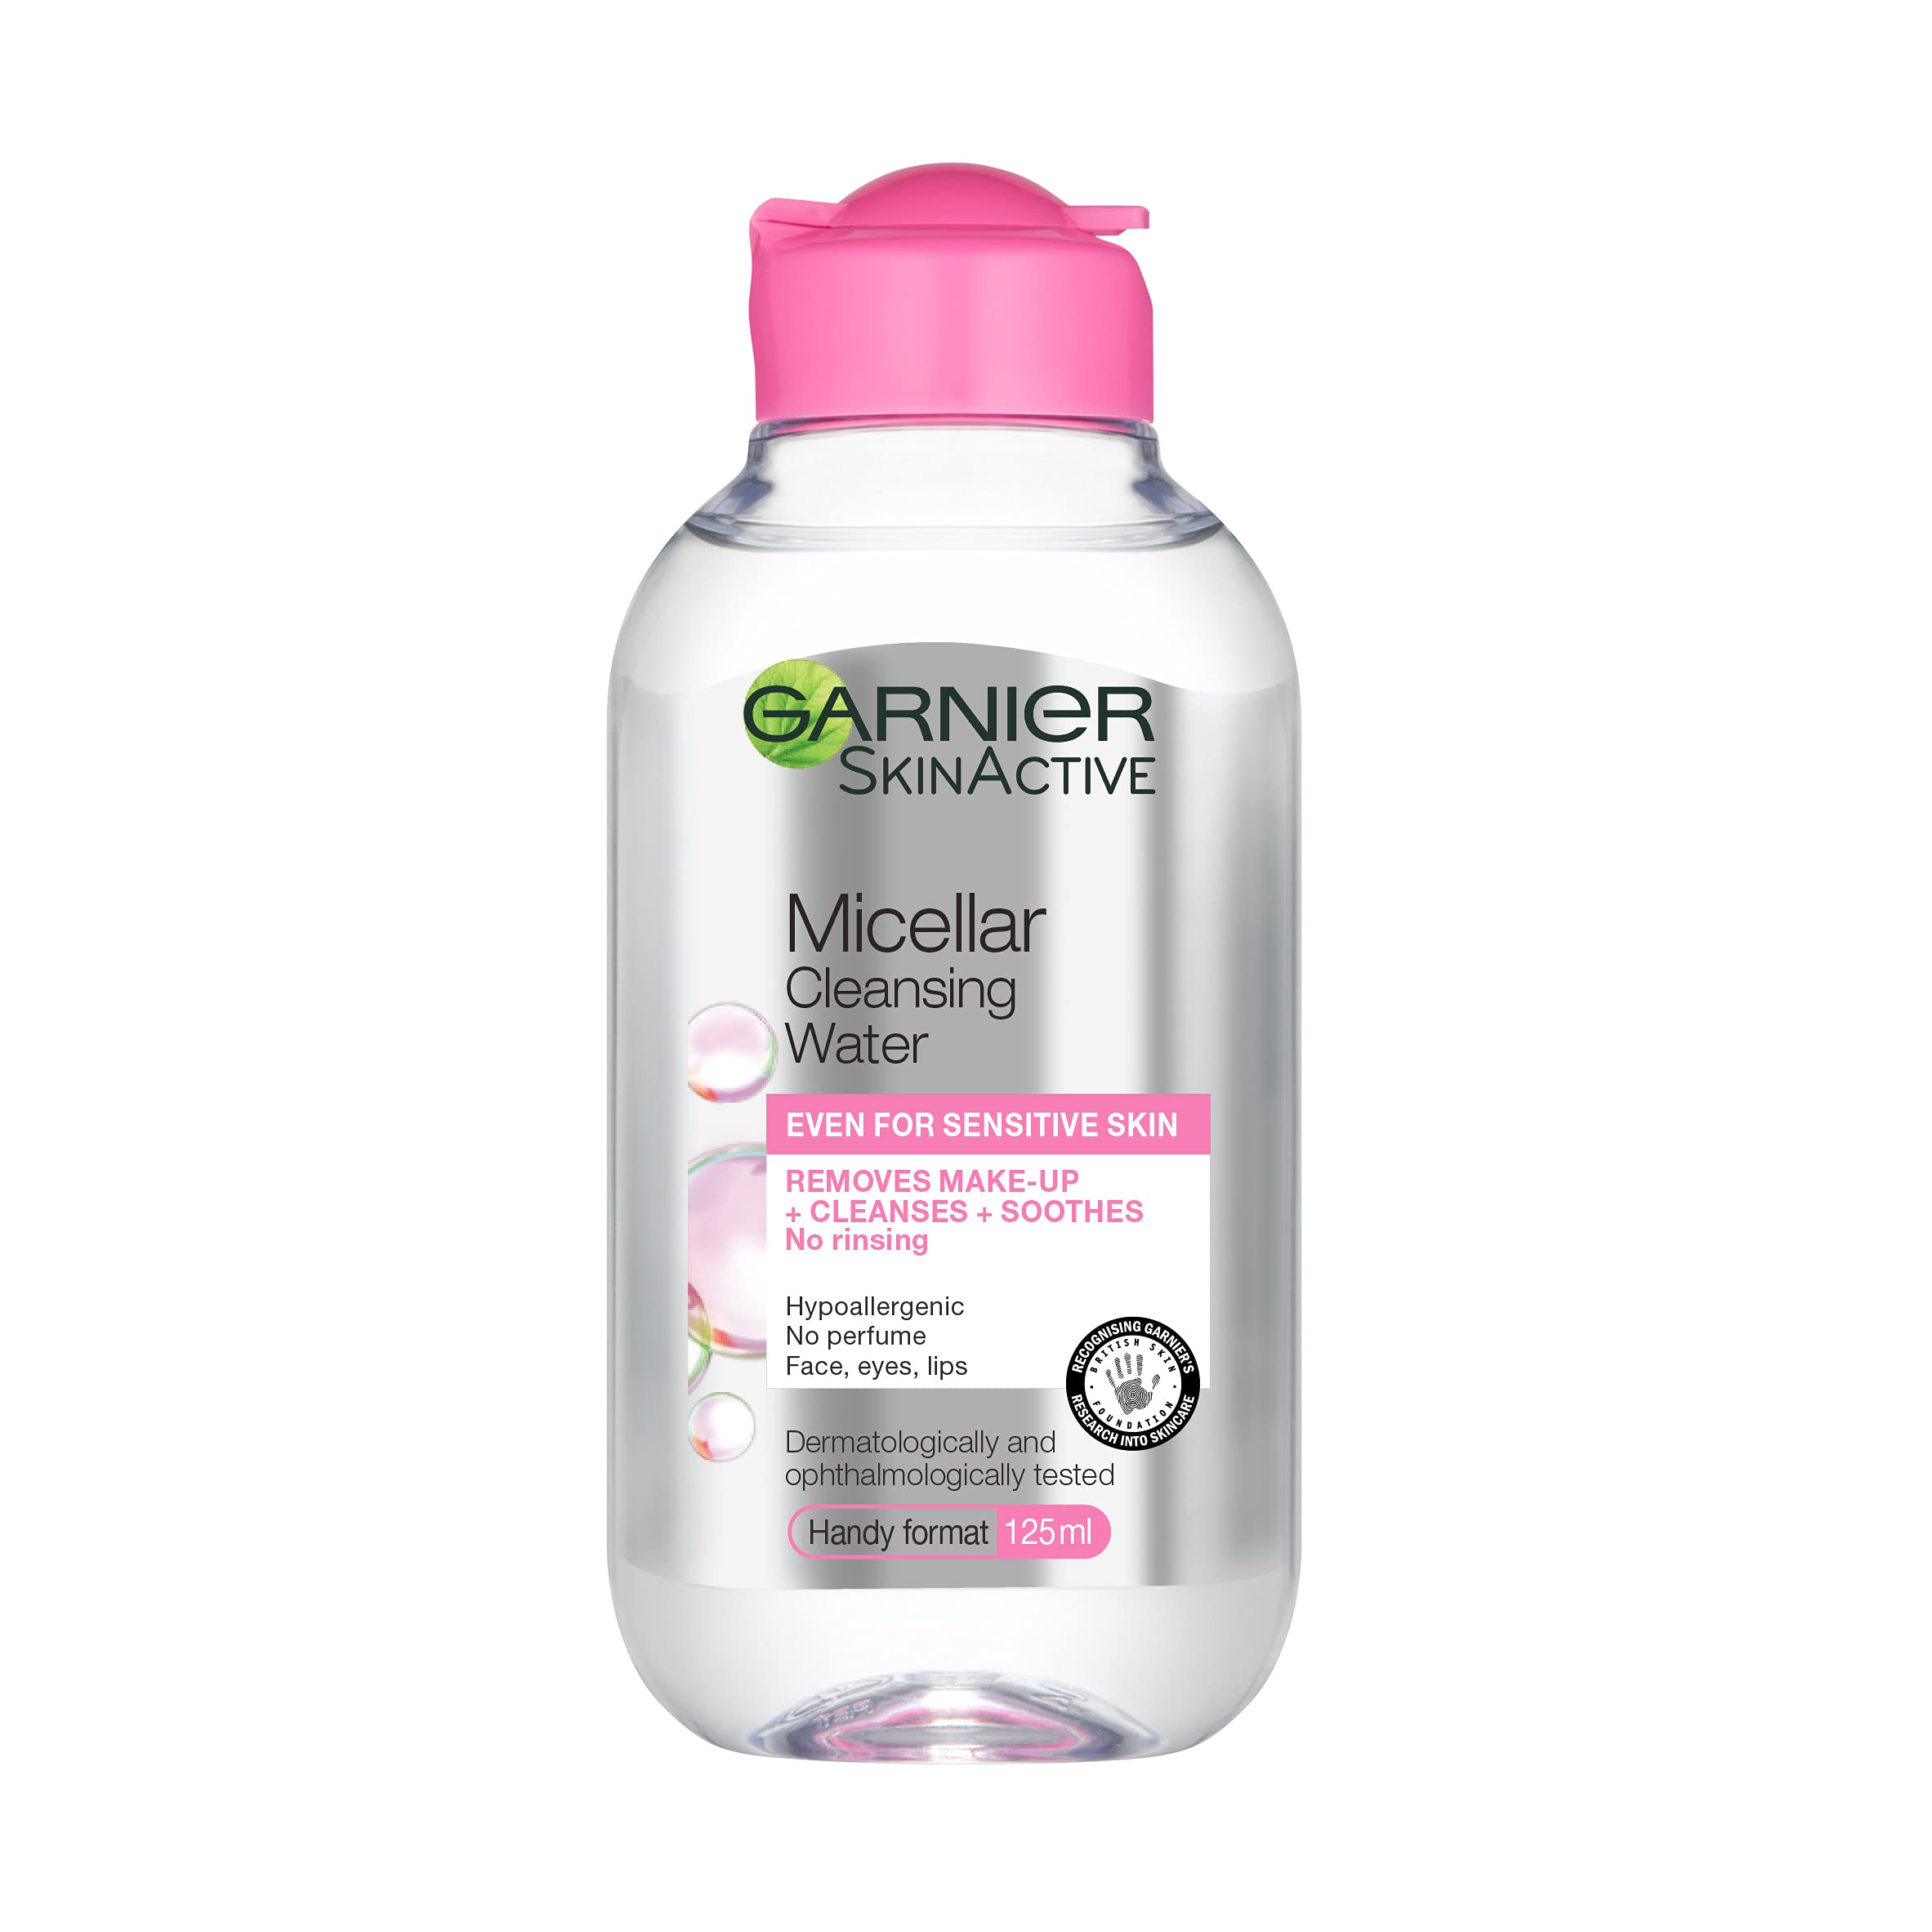 GARNIER
SKINACTIVE
Micellar
Cleansing
Water
EVEN FOR SENSITIVE SKIN
REMOVES MAKE-UP
+ CLEANSES + SOOTHES
No rinsing
Hypoallergenic
No perfume
Face, eyes, lips
RECOGNISING GARNIER'S
RESEARCH INTO SKINCARE
BRITISH SKIN
FOUNDATION
Dermatologically and
ophthalmologically tested
Handy format 125ml